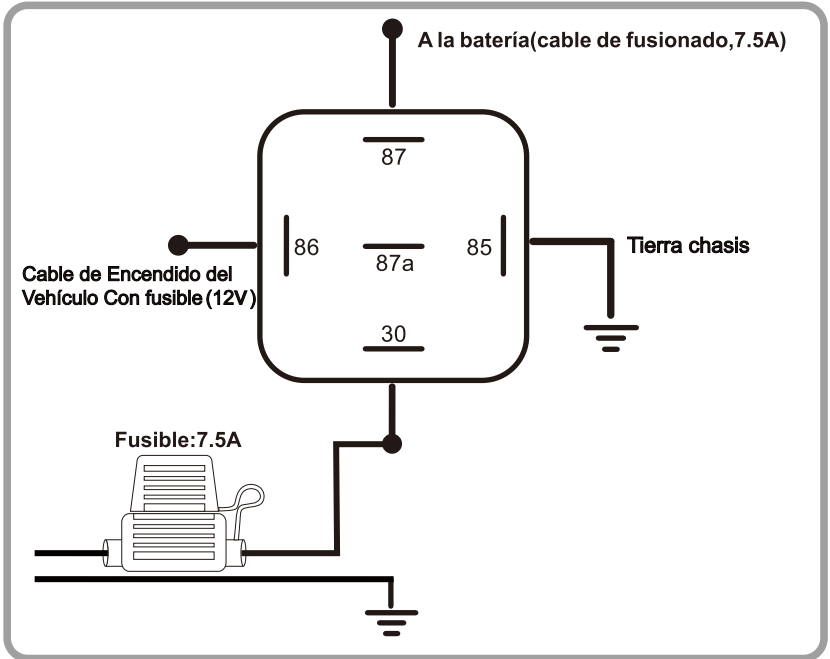 A la batería(cable de fusionado,7.5A)
87
86
87a
85
Tierra chasis
Cable de Encendido del
Vehículo Con fusible (12V)
30
Fusible:7.5A